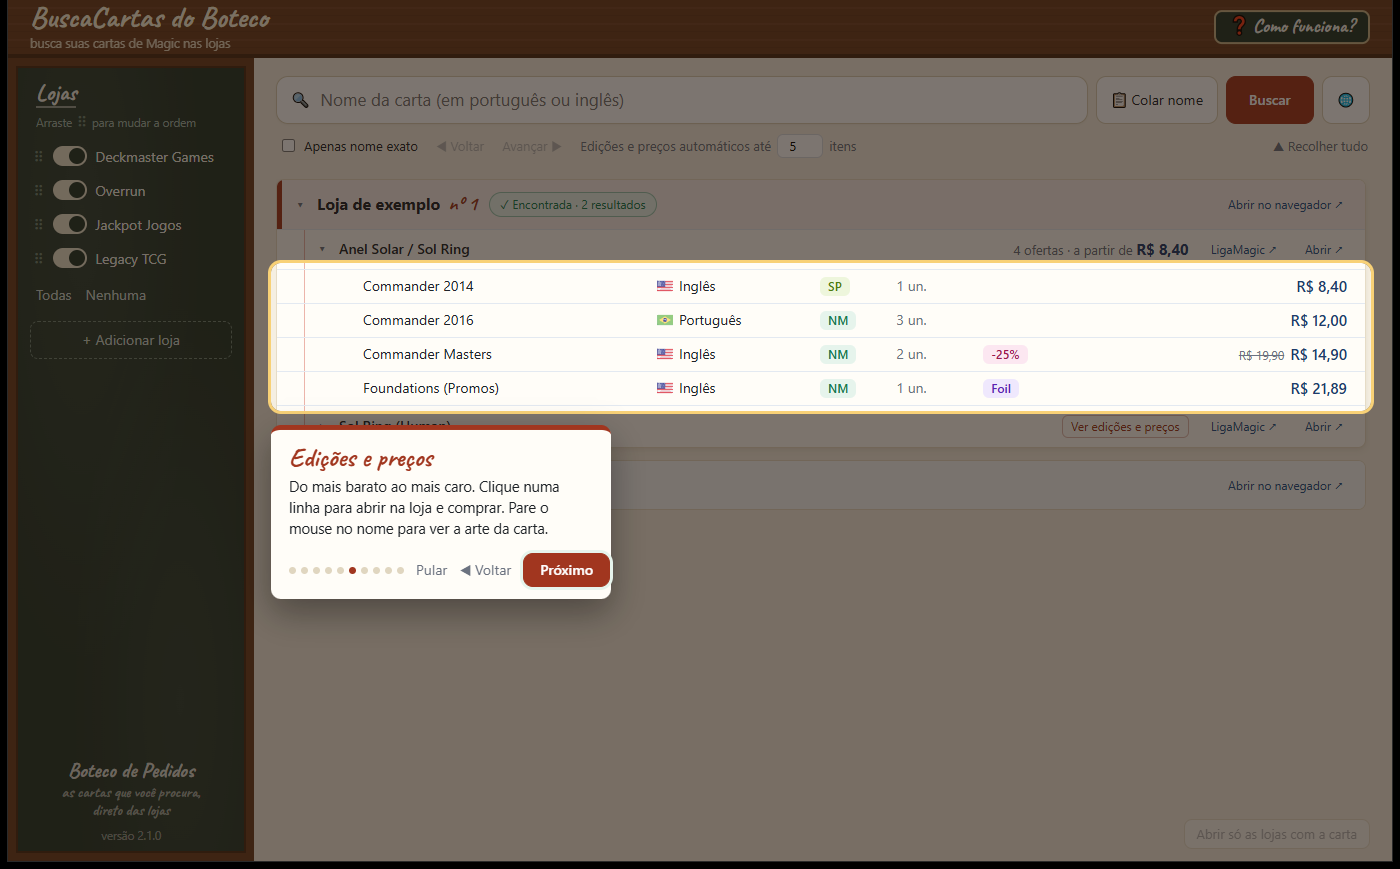 BuscaCartas do Boteco
busca suas cartas de Magic nas lojas
❓ Como funciona?
Lojas
Arraste ⠿ para mudar a ordem
Deckmaster Games
Overrun
Jackpot Jogos
Legacy TCG
Todas Nenhuma
+ Adicionar loja
Boteco de Pedidos
as cartas que você procura,
direto das lojas
versão 2.1.0
Nome da carta (em português ou inglês)
Colar nome
Buscar
Apenas nome exato ◀ Voltar Avançar ▶ Edições e preços automáticos até 5 itens ▲ Recolher tudo
Loja de exemplo nº 1 ✓ Encontrada · 2 resultados Abrir no navegador ↗
Anel Solar / Sol Ring 4 ofertas · a partir de R$ 8,40 LigaMagic ↗ Abrir ↗
Commander 2014 Inglês SP 1 un. R$ 8,40
Commander 2016 Português NM 3 un. R$ 12,00
Commander Masters Inglês NM 2 un. -25% R$ 19,90 R$ 14,90
Foundations (Promos) Inglês NM 1 un. Foil R$ 21,89
Ver edições e preços LigaMagic ↗ Abrir ↗
Abrir no navegador ↗
Edições e preços
Do mais barato ao mais caro. Clique numa
linha para abrir na loja e comprar. Pare o
mouse no nome para ver a arte da carta.
Pular ◀ Voltar Próximo
Abrir só as lojas com a carta